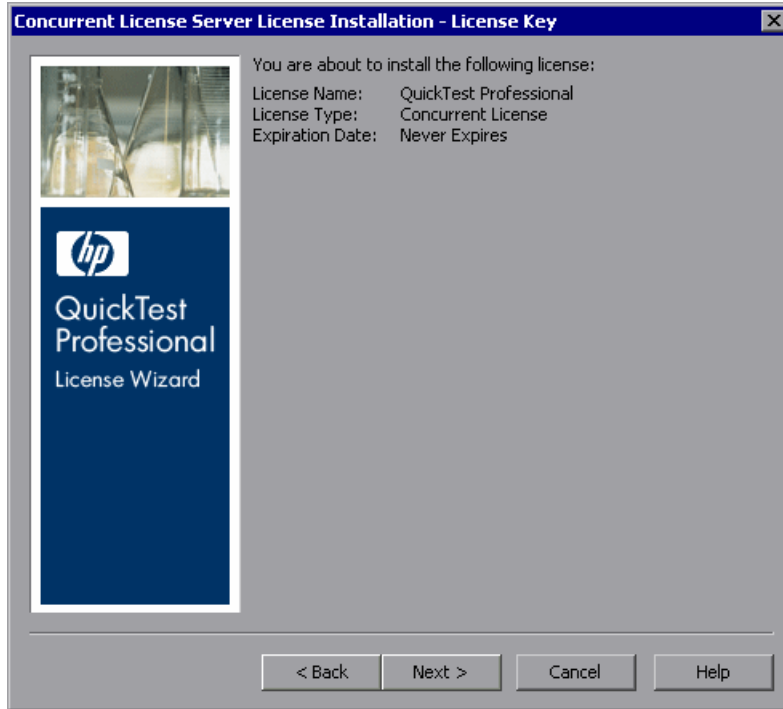 Concurrent License Server License Installation - License Key
You are about to install the following license:
License Name: QuickTest Professional
License Type: Concurrent License
Expiration Date: Never Expires
hp
QuickTest
Professional
License Wizard
< Back Next > Cancel Help